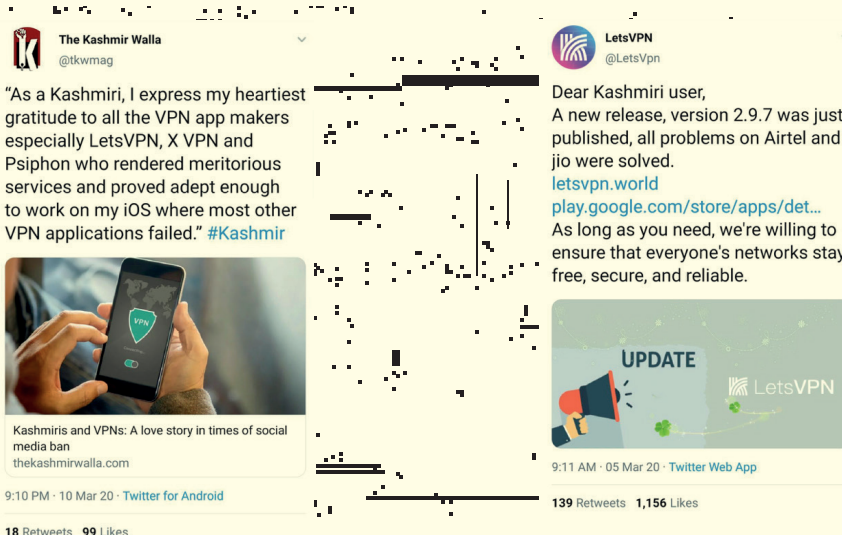 The Kashmir Walla
@tkwmag
“As a Kashmiri, I express my heartiest
gratitude to all the VPN app makers
especially LetsVPN, X VPN and
Psiphon who rendered meritorious
services and proved adept enough
to work on my iOS where most other
VPN applications failed.” #Kashmir
VPN
Kashmiris and VPNs: A love story in times of social
media ban
thekashmirwalla.com
9:10 PM · 10 Mar 20 · Twitter for Android
18 Retweets 99 Likes
LetsVPN
@LetsVpn
Dear Kashmiri user,
A new release, version 2.9.7 was just
published, all problems on Airtel and
jio were solved.
letsvpn.world
play.google.com/store/apps/det...
As long as you need, we're willing to
ensure that everyone's networks stay
free, secure, and reliable.
UPDATE
LetsVPN
9:11 AM · 05 Mar 20 · Twitter Web App
139 Retweets 1,156 Likes